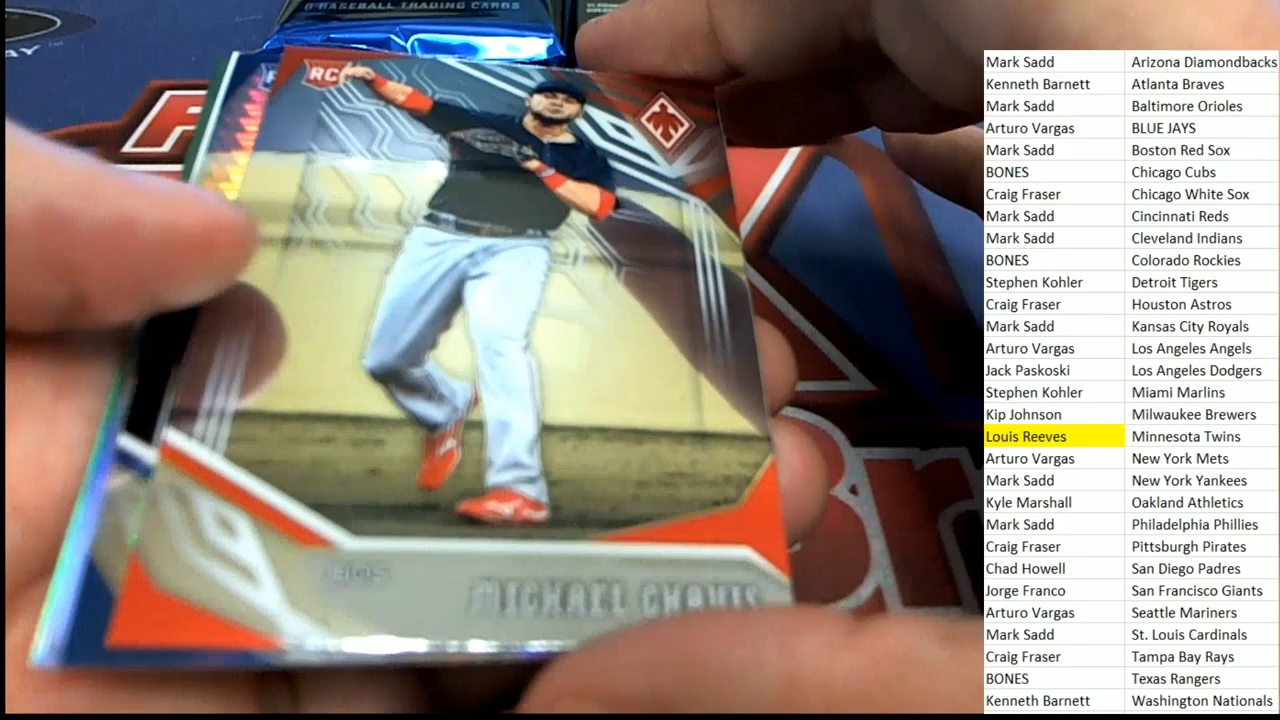 BASEBALL TRADING CARDS
RC
MICHAEL CHAVIS
Mark Sadd Arizona Diamondbacks
Kenneth Barnett Atlanta Braves
Mark Sadd Baltimore Orioles
Arturo Vargas BLUE JAYS
Mark Sadd Boston Red Sox
BONES Chicago Cubs
Craig Fraser Chicago White Sox
Mark Sadd Cincinnati Reds
Mark Sadd Cleveland Indians
BONES Colorado Rockies
Stephen Kohler Detroit Tigers
Craig Fraser Houston Astros
Mark Sadd Kansas City Royals
Arturo Vargas Los Angeles Angels
Jack Paskoski Los Angeles Dodgers
Stephen Kohler Miami Marlins
Kip Johnson Milwaukee Brewers
Louis Reeves Minnesota Twins
Arturo Vargas New York Mets
Mark Sadd New York Yankees
Kyle Marshall Oakland Athletics
Mark Sadd Philadelphia Phillies
Craig Fraser Pittsburgh Pirates
Chad Howell San Diego Padres
Jorge Franco San Francisco Giants
Arturo Vargas Seattle Mariners
Mark Sadd St. Louis Cardinals
Craig Fraser Tampa Bay Rays
BONES Texas Rangers
Kenneth Barnett Washington Nationals